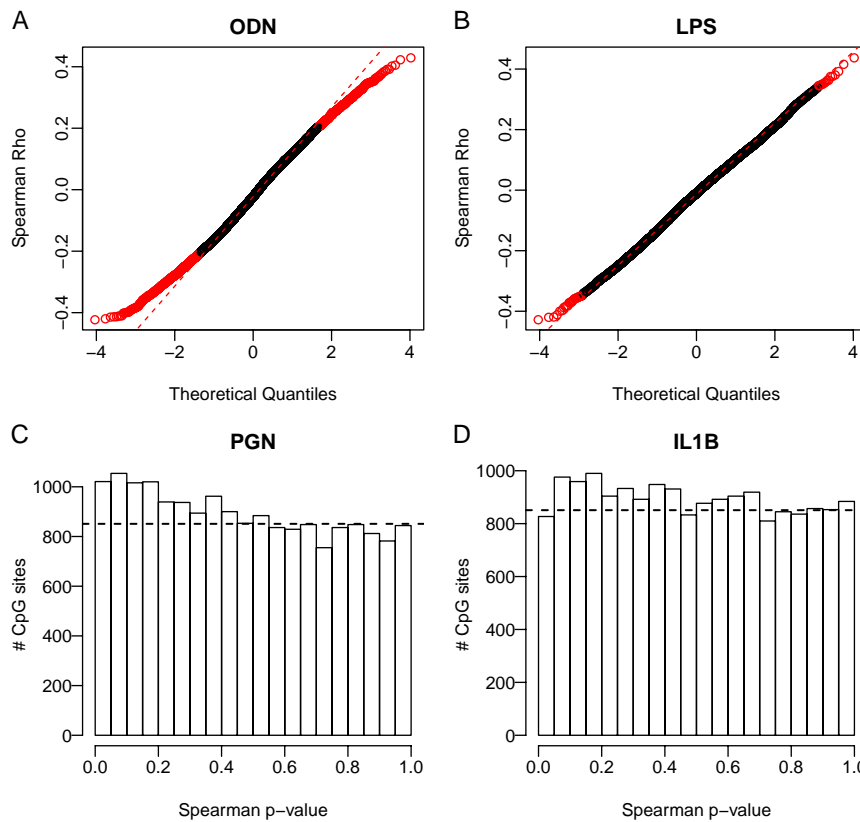 A
ODN
Spearman Rho
0.4
0.2
0.0
−0.2
−0.4
−4
−2
0
2
4
Theoretical Quantiles
B
LPS
Spearman Rho
0.4
0.2
0.0
−0.2
−0.4
−4
−2
0
2
4
Theoretical Quantiles
C
PGN
# CpG sites
1000
800
600
400
200
0
0.0
0.2
0.4
0.6
0.8
1.0
Spearman p−value
D
IL1B
# CpG sites
1000
800
600
400
200
0
0.0
0.2
0.4
0.6
0.8
1.0
Spearman p−value